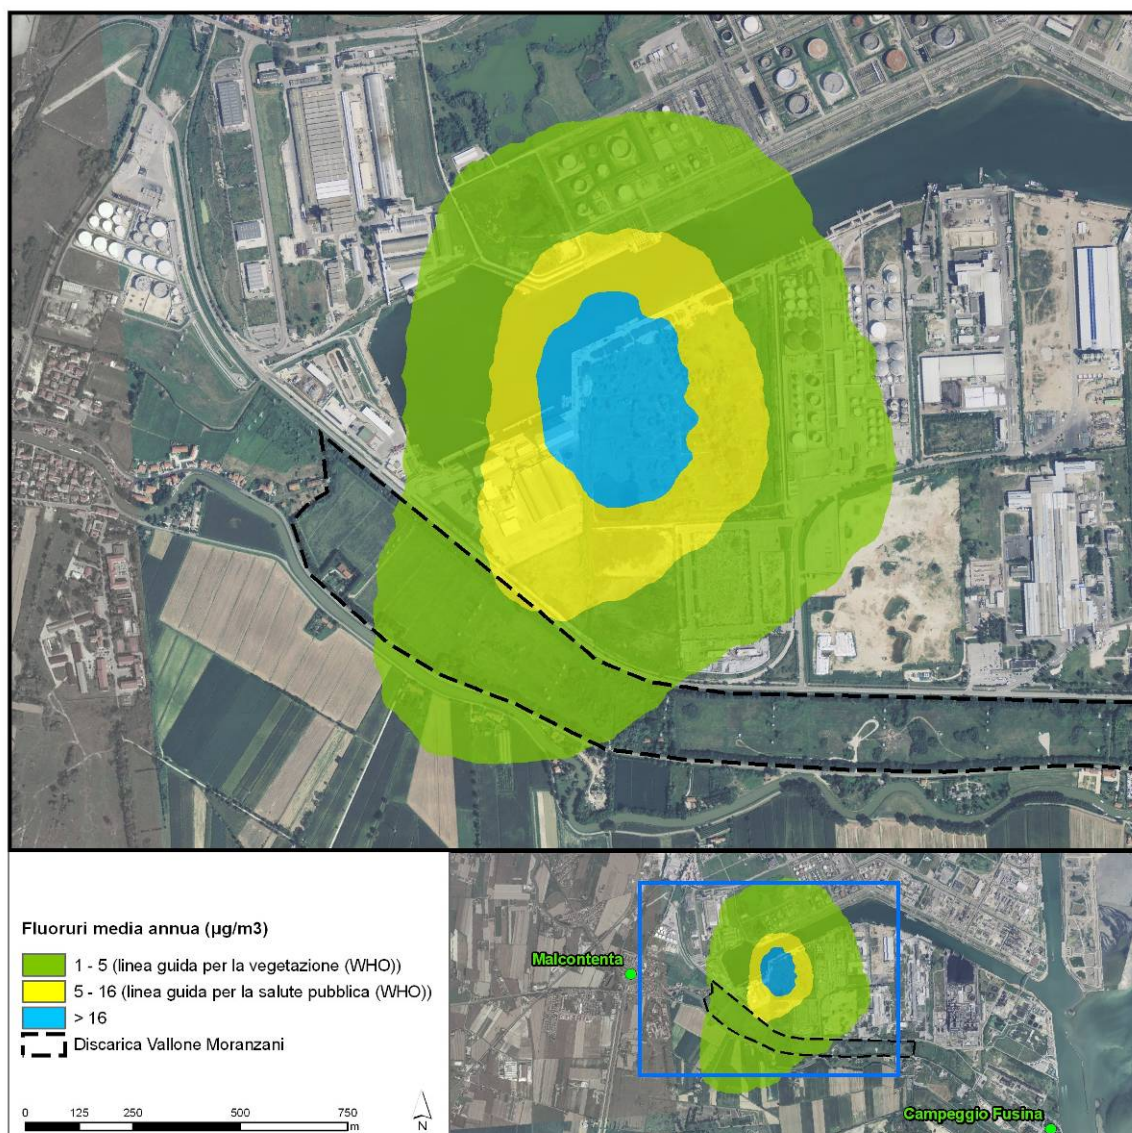 Fluoruri media annua (µg/m3)
1 - 5 (linea guida per la vegetazione (WHO))
5 - 16 (linea guida per la salute pubblica (WHO))
> 16
Discarica Vallone Moranzani
0 125 250 500 750
m
N
Malcontenta
Campeggio Fusina